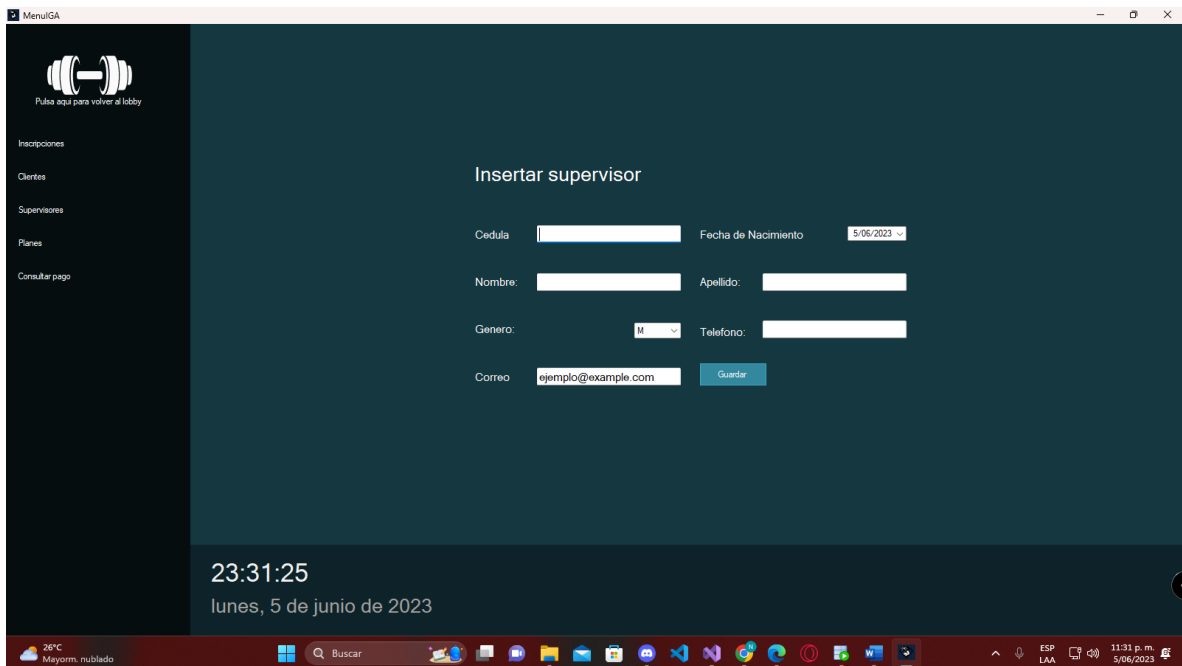 MenuIGA
Pulsa aqui para volver al lobby
Inscripciones
Clientes
Supervisores
Planes
Consultar pago
Insertar supervisor
Cedula
Fecha de Nacimiento 5/06/2023
Nombre:
Apellido:
Genero: M
Telefono:
Correo ejemplo@example.com
Guardar
23:31:25
lunes, 5 de junio de 2023
26°C
Mayorm. nublado
Buscar
ESP
LAA
11:31 p. m.
5/06/2023